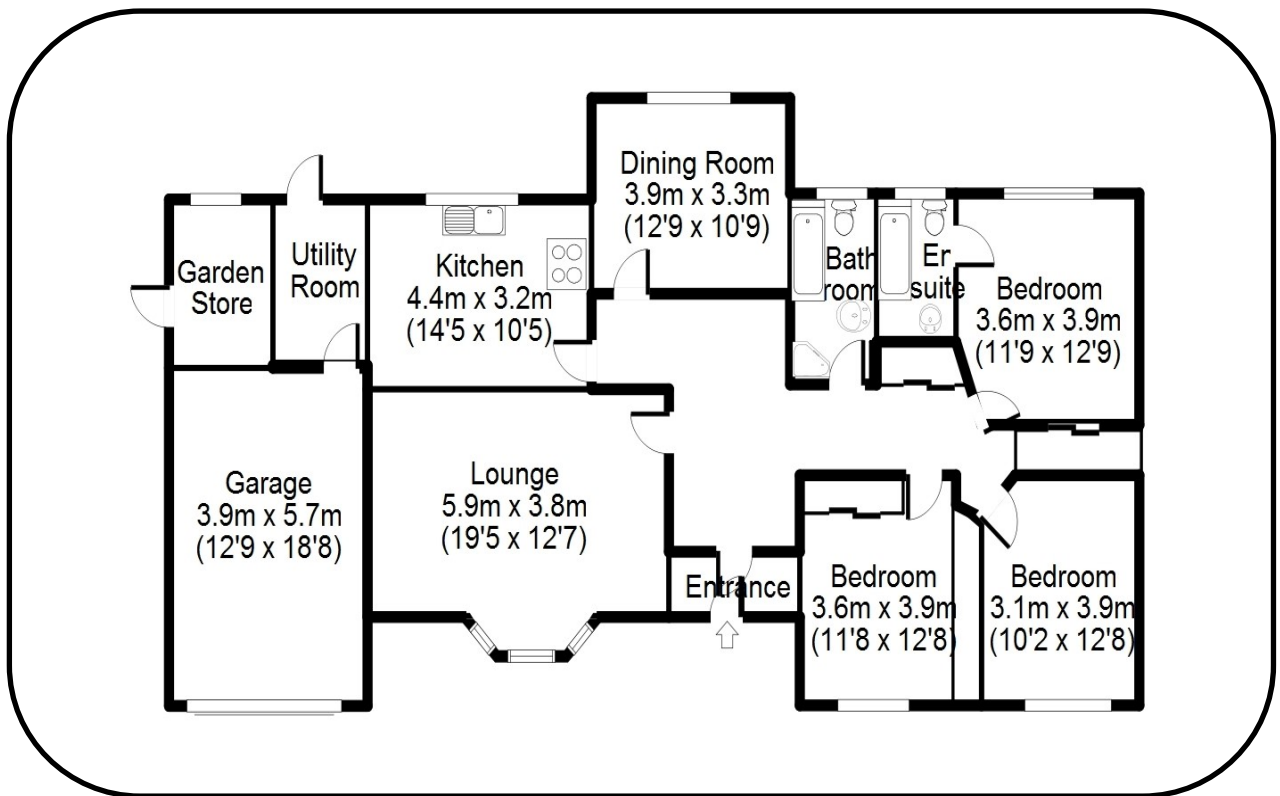 Dining Room
3.9m x 3.3m
(12'9 x 10'9)
Garden
Store
Utility
Room
Kitchen
4.4m x 3.2m
(14'5 x 10'5)
Bath
room
En
suite
Bedroom
3.6m x 3.9m
(11'9 x 12'9)
Garage
3.9m x 5.7m
(12'9 x 18'8)
Lounge
5.9m x 3.8m
(19'5 x 12'7)
Entrance
Bedroom
3.6m x 3.9m
(11'8 x 12'8)
Bedroom
3.1m x 3.9m
(10'2 x 12'8)